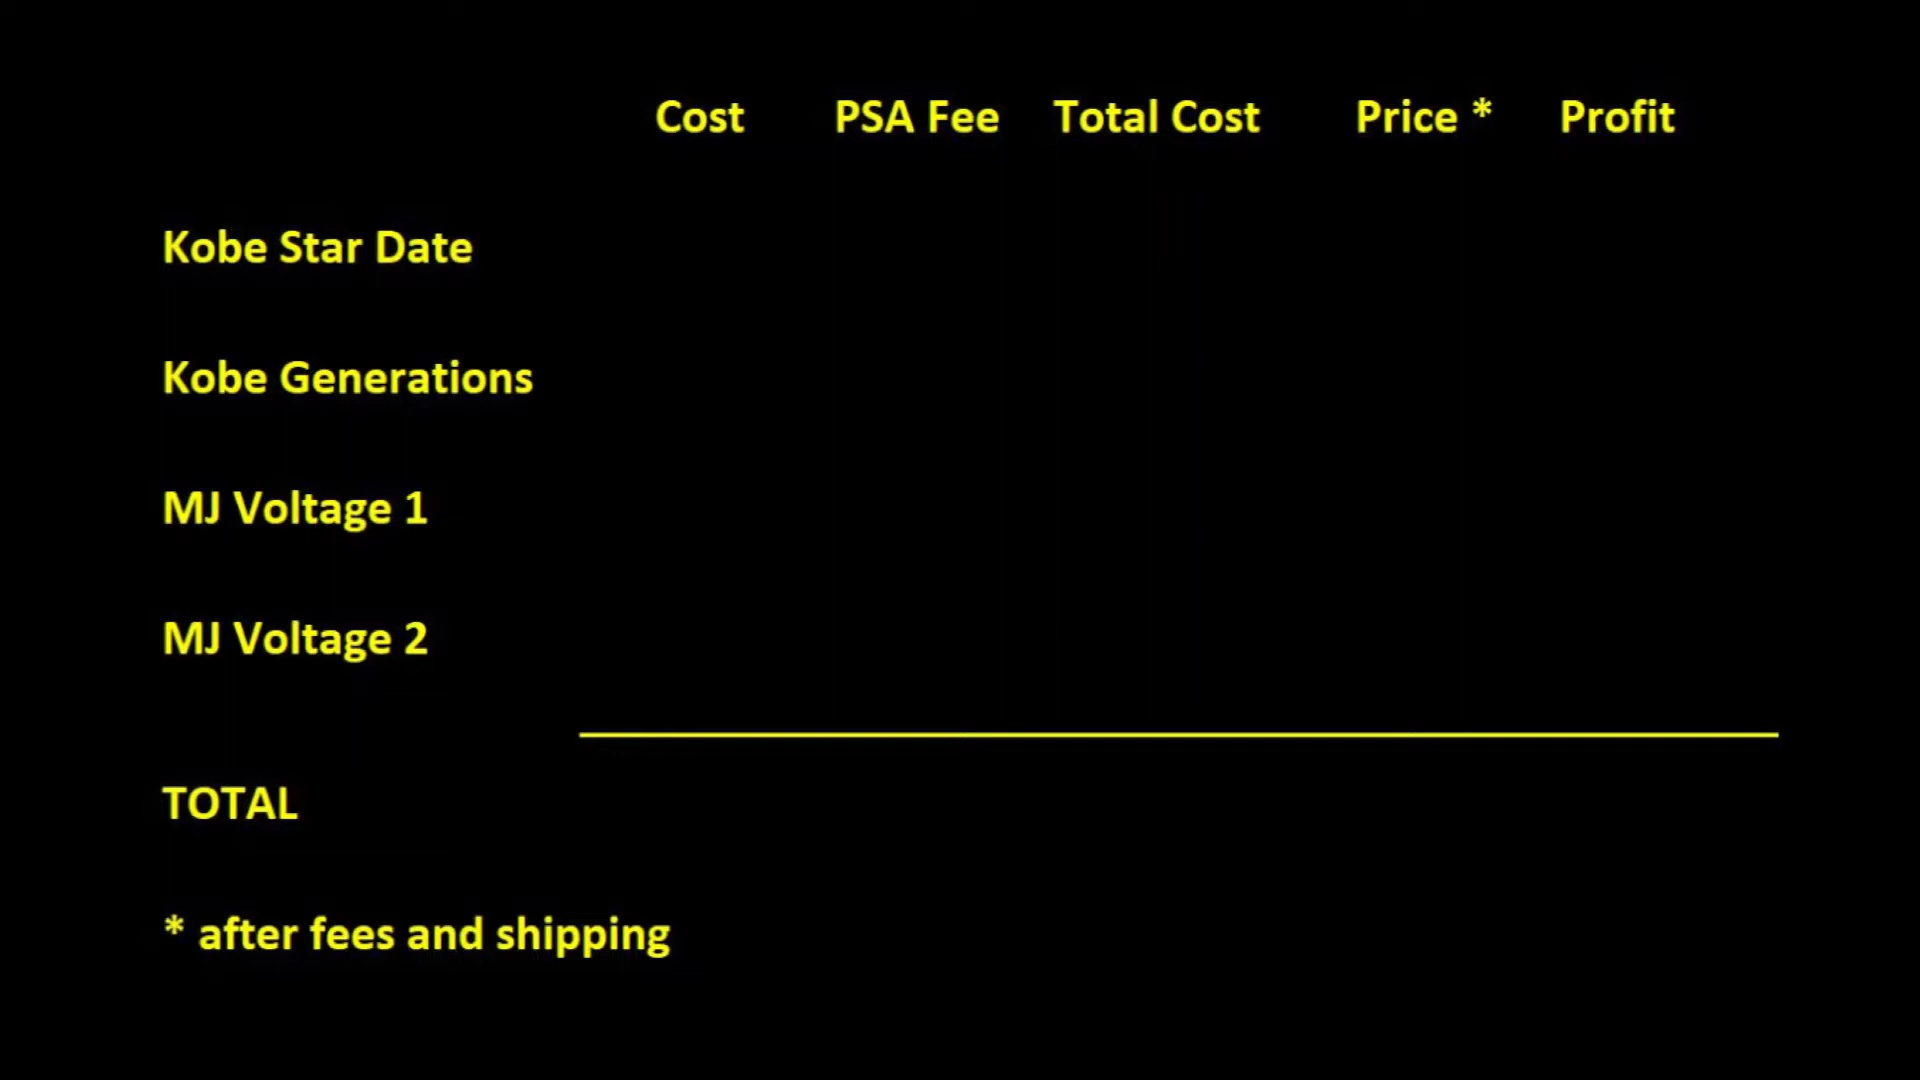 Cost PSA Fee Total Cost Price * Profit
Kobe Star Date
Kobe Generations
MJ Voltage 1
MJ Voltage 2
TOTAL
* after fees and shipping